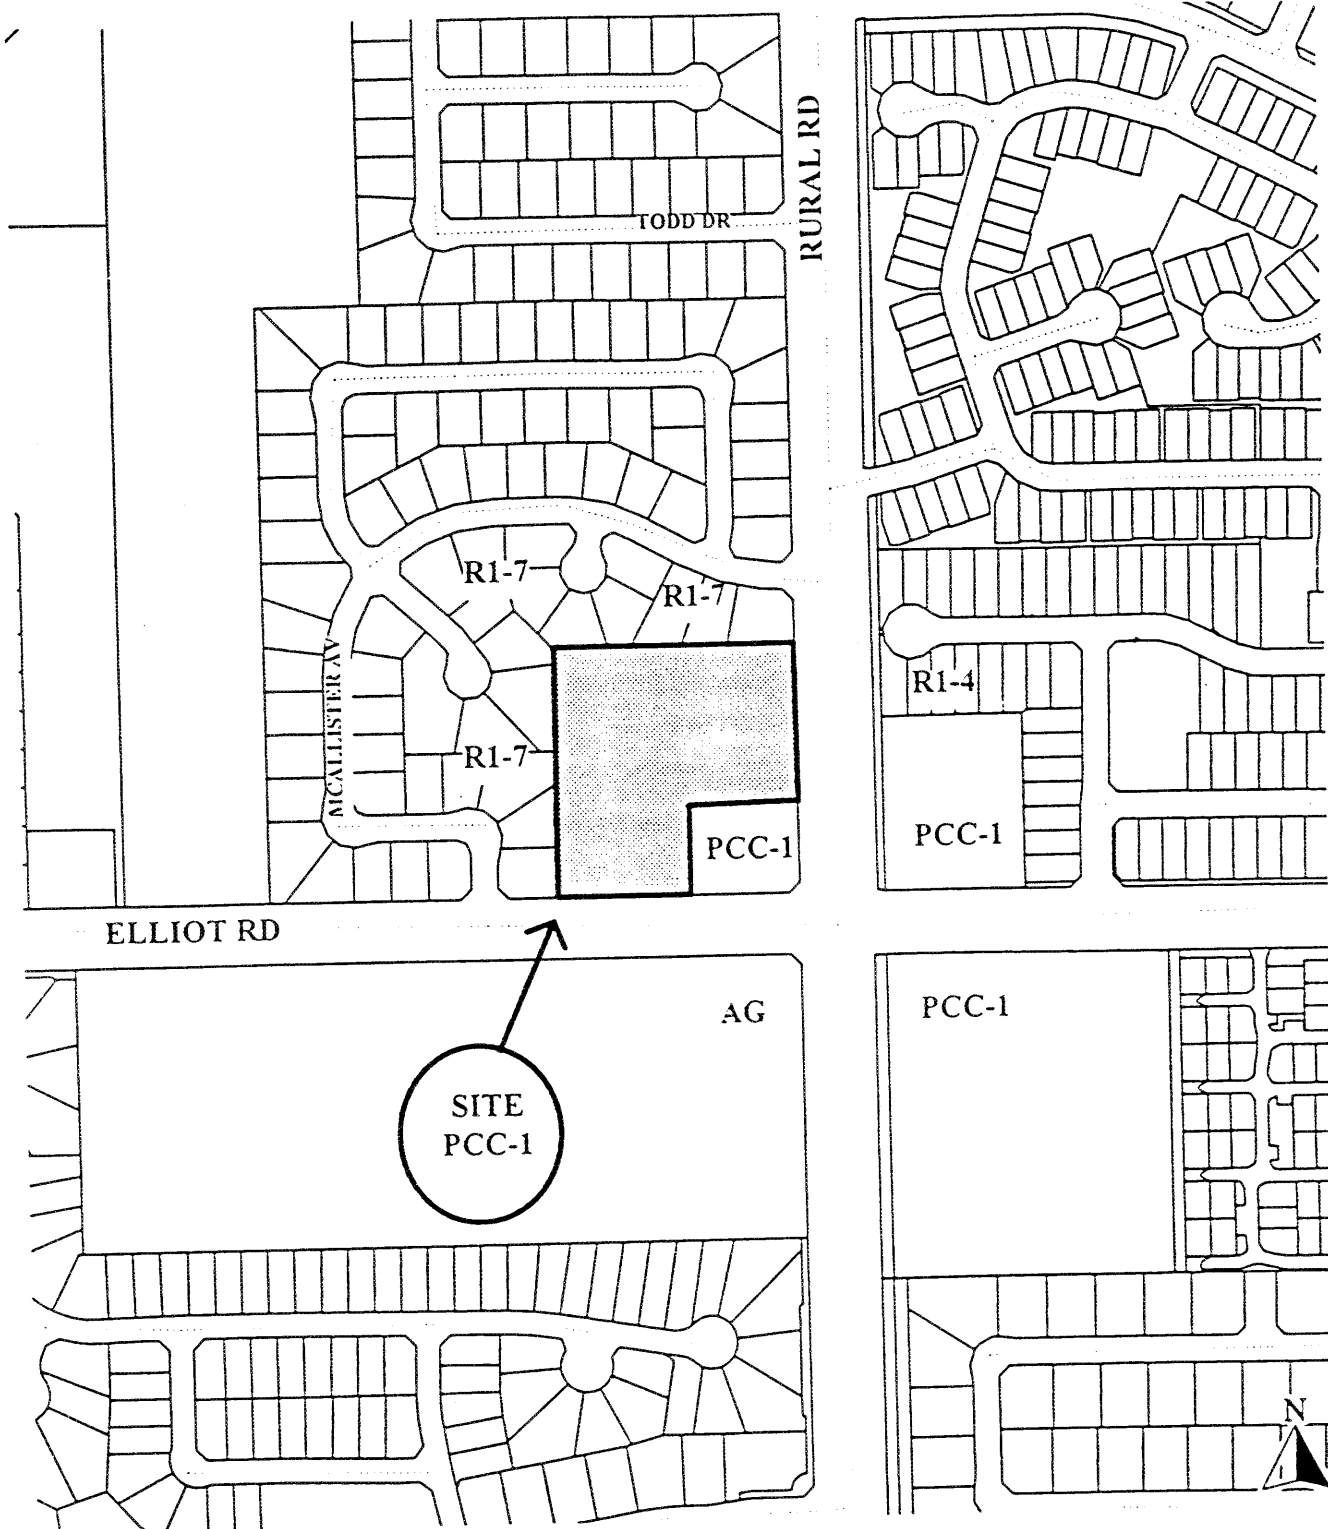 RURAL RD
TODD DR
R1-7
R1-7
R1-4
MCALLISTER AV
R1-7
PCC-1
PCC-1
ELLIOT RD
AG
PCC-1
SITE
PCC-1
N